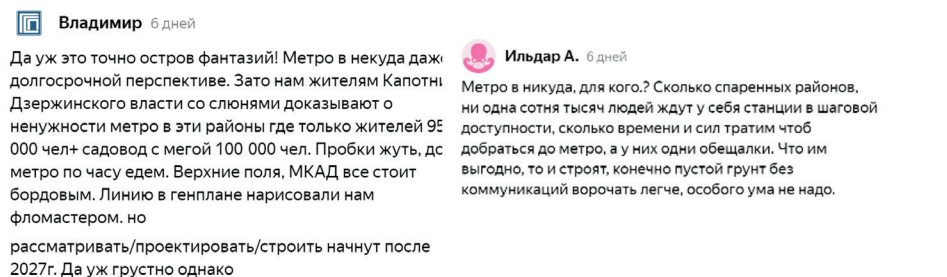 Владимир 6 дней
Да уж это точно остров фантазий! Метро в некуда даже
долгосрочной перспективе. Зато нам жителям Капотни
Дзержинского власти со слюнями доказывают о
ненужности метро в эти районы где только жителей 95
000 чел+ садовод с мегой 100 000 чел. Пробки жуть, до
метро по часу едем. Верхние поля, МКАД все стоит
бордовым. Линию в генплане нарисовали нам
фломастером. но
рассматривать/проектировать/строить начнут после
2027г. Да уж грустно однако
Ильдар А. 6 дней
Метро в никуда, для кого.? Сколько спаренных районов,
ни одна сотня тысяч людей ждут у себя станции в шаговой
доступности, сколько времени и сил тратим чтоб
добраться до метро, а у них одни обещалки. Что им
выгодно, то и строят, конечно пустой грунт без
коммуникаций ворочать легче, особого ума не надо.